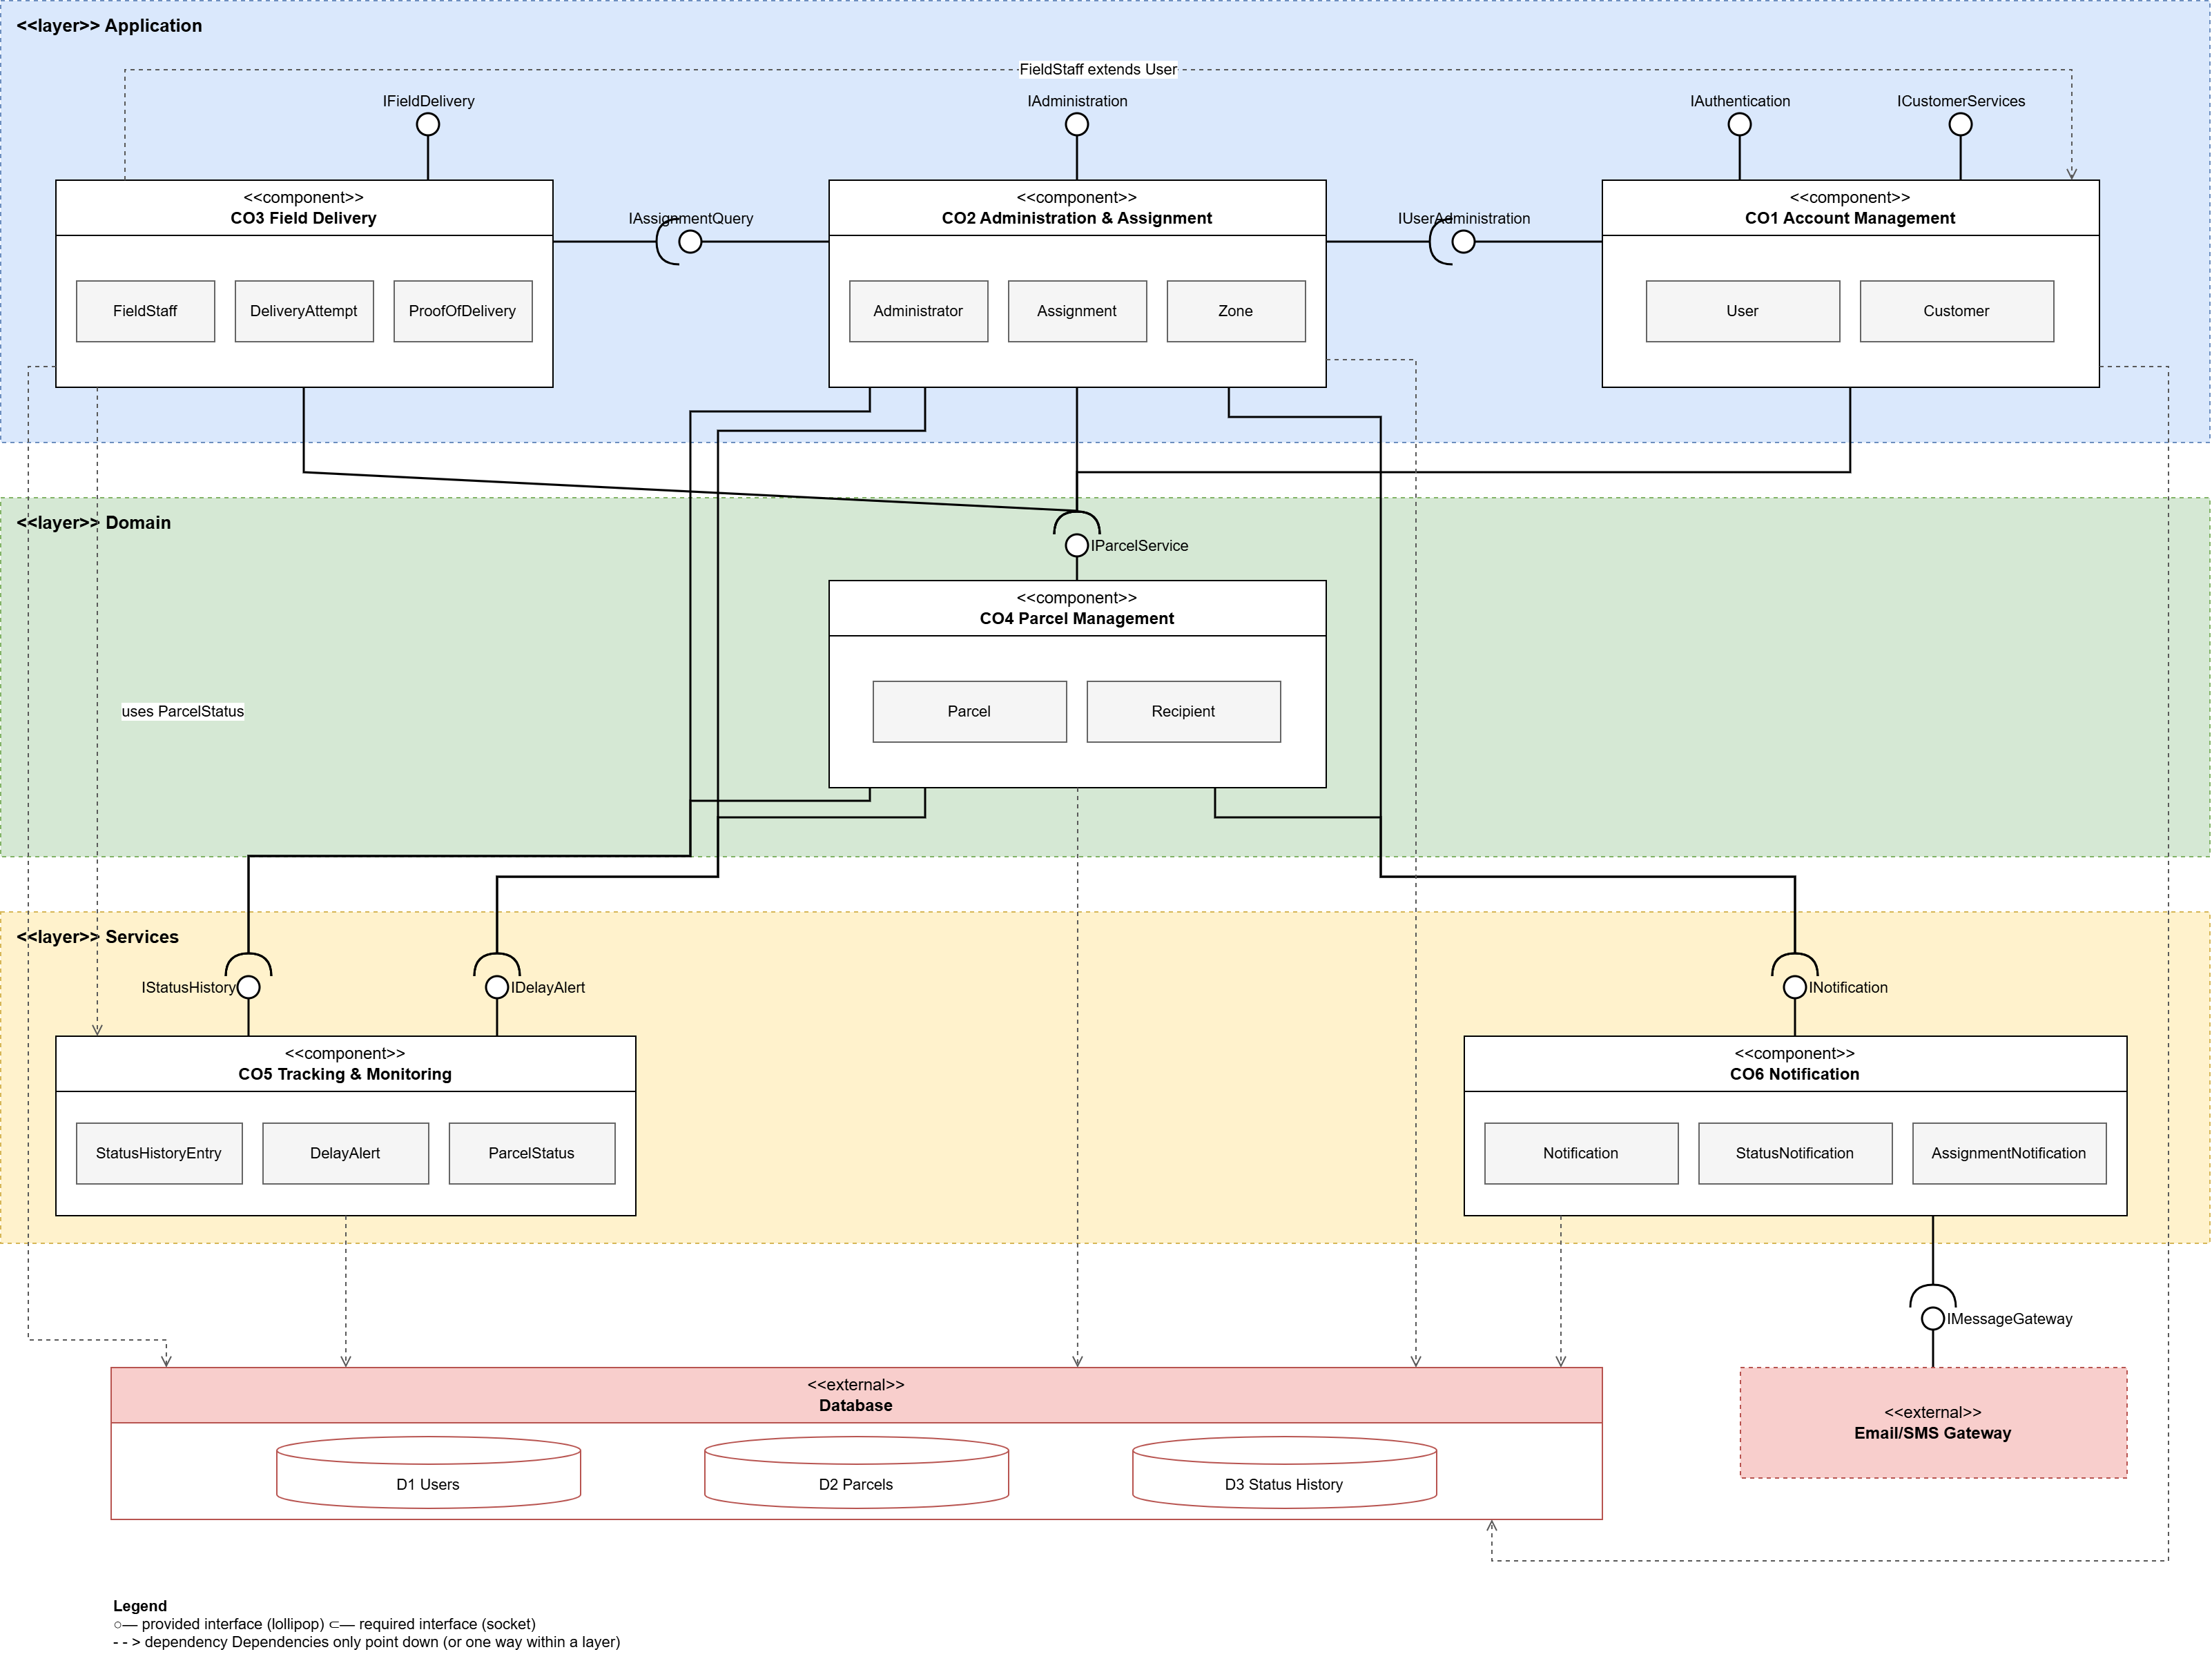 <<layer>> Application
FieldStaff extends User
IFieldDelivery
IAdministration
IAuthentication
ICustomerServices
<<component>>
CO3 Field Delivery
IAssignmentQuery
<<component>>
CO2 Administration & Assignment
IUserAdministration
<<component>>
CO1 Account Management
FieldStaff
DeliveryAttempt
ProofOfDelivery
Administrator
Assignment
Zone
User
Customer
<<layer>> Domain
IParcelService
<<component>>
CO4 Parcel Management
Parcel
Recipient
uses ParcelStatus
<<layer>> Services
IStatusHistory
IDelayAlert
INotification
<<component>>
CO5 Tracking & Monitoring
<<component>>
CO6 Notification
StatusHistoryEntry
DelayAlert
ParcelStatus
Notification
StatusNotification
AssignmentNotification
IMessageGateway
<<external>>
Database
<<external>>
Email/SMS Gateway
D1 Users
D2 Parcels
D3 Status History
Legend
○— provided interface (lollipop) ⊂— required interface (socket)
- - > dependency Dependencies only point down (or one way within a layer)